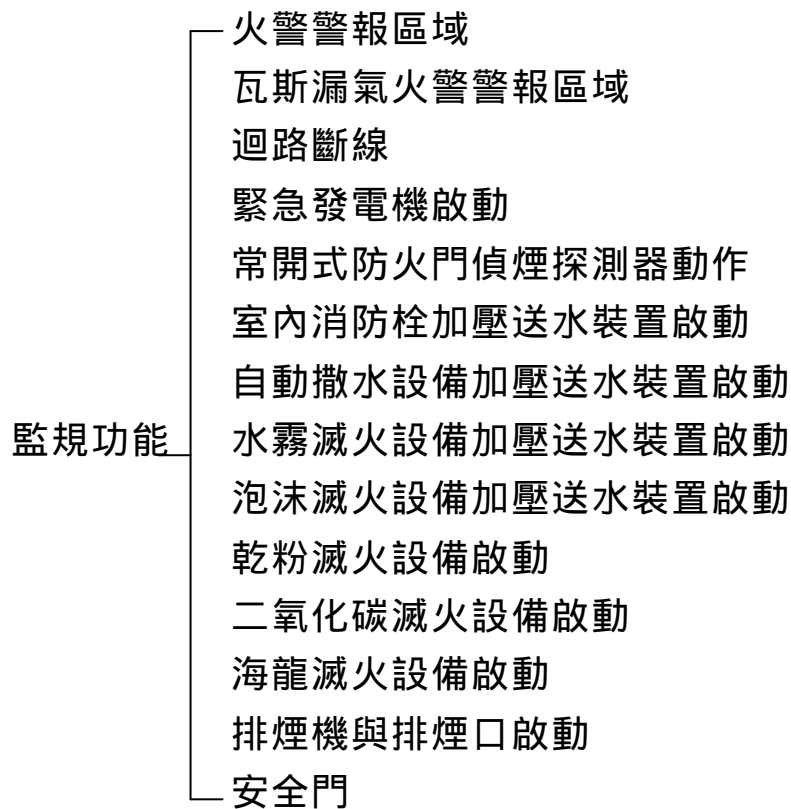 火警警報區域
瓦斯漏氣火警警報區域
迴路斷線
緊急發電機啟動
常開式防火門偵煙探測器動作
室內消防栓加壓送水裝置啟動
自動撒水設備加壓送水裝置啟動
監規功能
水霧滅火設備加壓送水裝置啟動
泡沫滅火設備加壓送水裝置啟動
乾粉滅火設備啟動
二氧化碳滅火設備啟動
海龍滅火設備啟動
排煙機與排煙口啟動
安全門